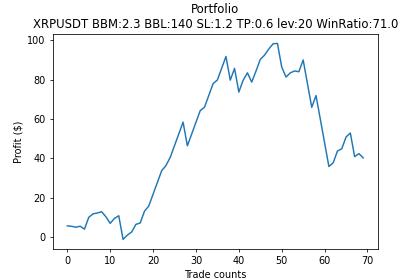 Portfolio
XRPUSDT BBM:2.3 BBL:140 SL:1.2 TP:0.6 lev:20 WinRatio:71.0
100
80
60
40
20
0
Profit ($)
0 10 20 30 40 50 60 70
Trade counts